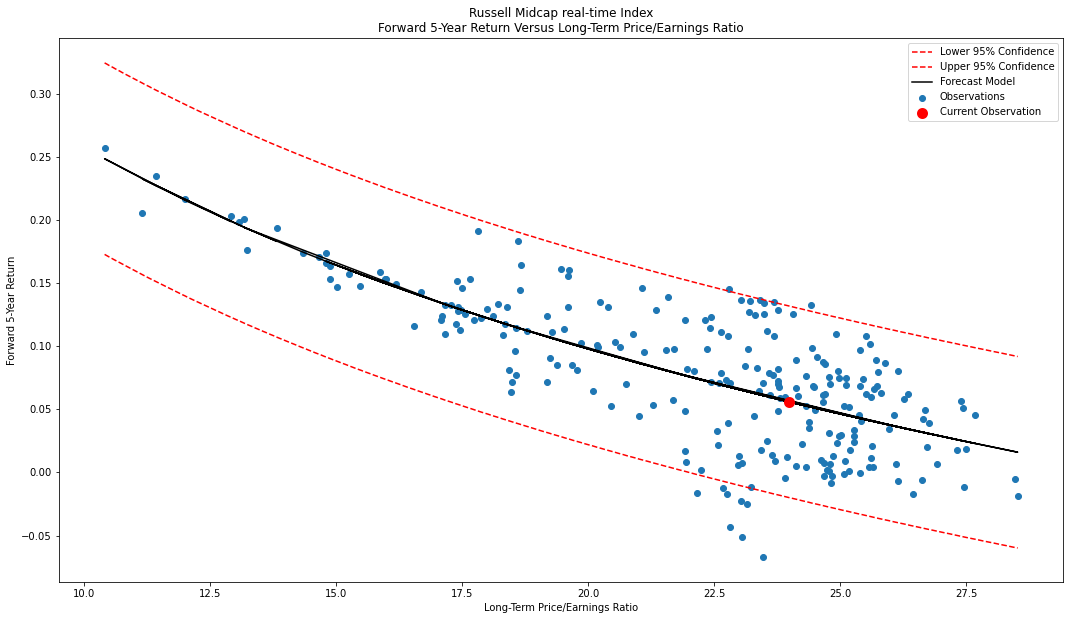 Russell Midcap real-time Index
Forward 5-Year Return Versus Long-Term Price/Earnings Ratio
Lower 95% Confidence
Upper 95% Confidence
Forecast Model
Observations
Current Observation
Forward 5-Year Return
0.30
0.25
0.20
0.15
0.10
0.05
0.00
−0.05
10.0
12.5
15.0
17.5
20.0
22.5
25.0
27.5
Long-Term Price/Earnings Ratio